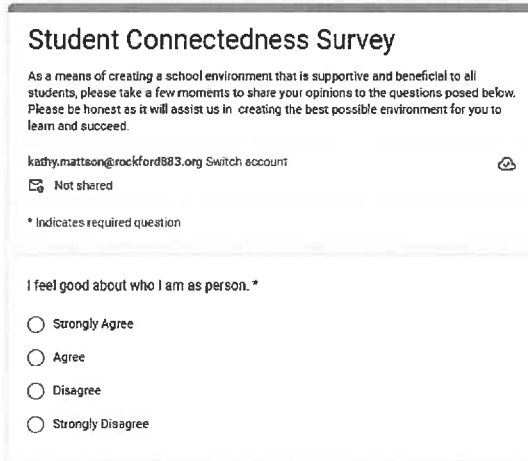 Student Connectedness Survey
As a means of creating a school environment that is supportive and beneficial to all
students, please take a few moments to share your opinions to the questions posed below.
Please be honest as it will assist us in creating the best possible environment for you to
learn and succeed.
kathy.mattson@rockford883.org Switch account
Not shared
* Indicates required question
I feel good about who I am as person. *
Strongly Agree
Agree
Disagree
Strongly Disagree